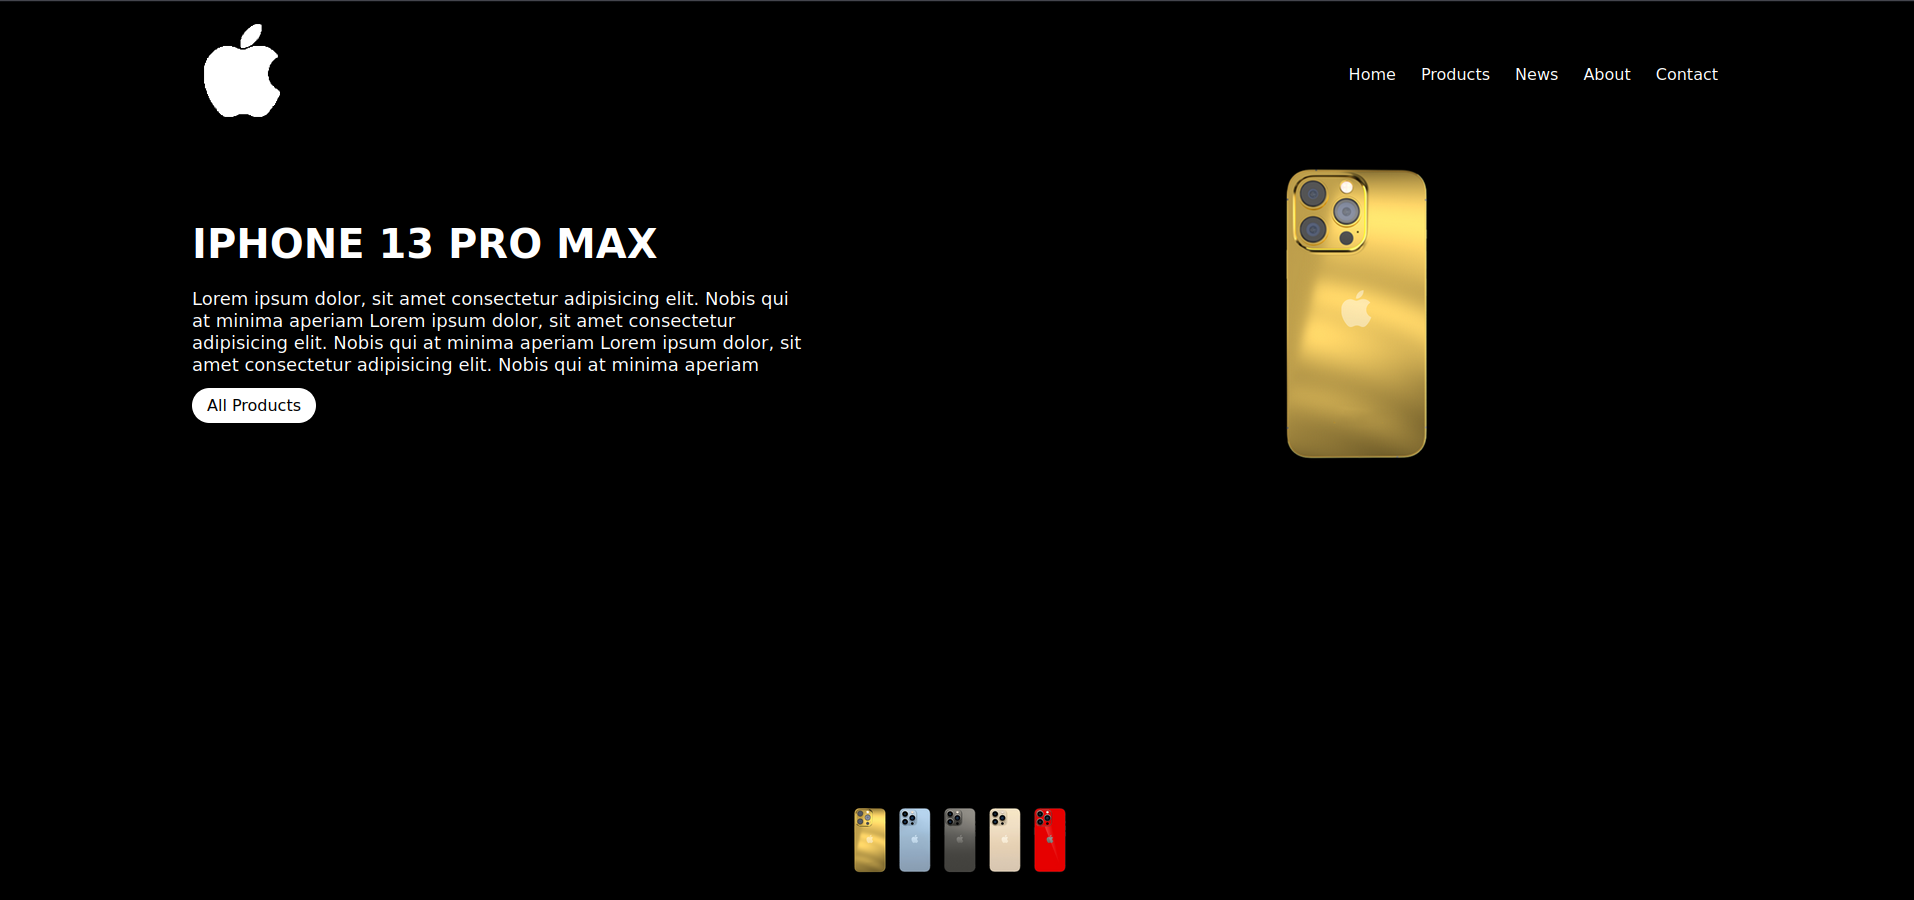 Home Products News About Contact
IPHONE 13 PRO MAX
Lorem ipsum dolor, sit amet consectetur adipisicing elit. Nobis qui
at minima aperiam Lorem ipsum dolor, sit amet consectetur
adipisicing elit. Nobis qui at minima aperiam Lorem ipsum dolor, sit
amet consectetur adipisicing elit. Nobis qui at minima aperiam
All Products